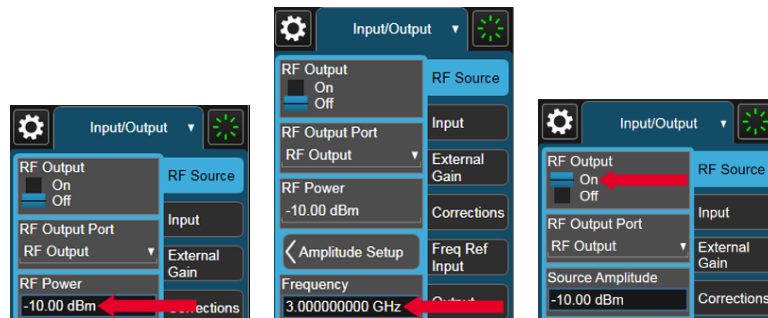 Input/Output
RF Output
On
Off
RF Source
RF Output Port
RF Output
Input
External
Gain
RF Power
-10.00 dBm
Input/Output
RF Output
On
Off
RF Source
RF Output Port
RF Output
Input
External
Gain
RF Power
-10.00 dBm
Corrections
Amplitude Setup
Freq Ref
Input
Frequency
3.000000000 GHz
Input/Output
RF Output
On
Off
RF Source
RF Output Port
RF Output
Input
External
Gain
Source Amplitude
-10.00 dBm
Corrections